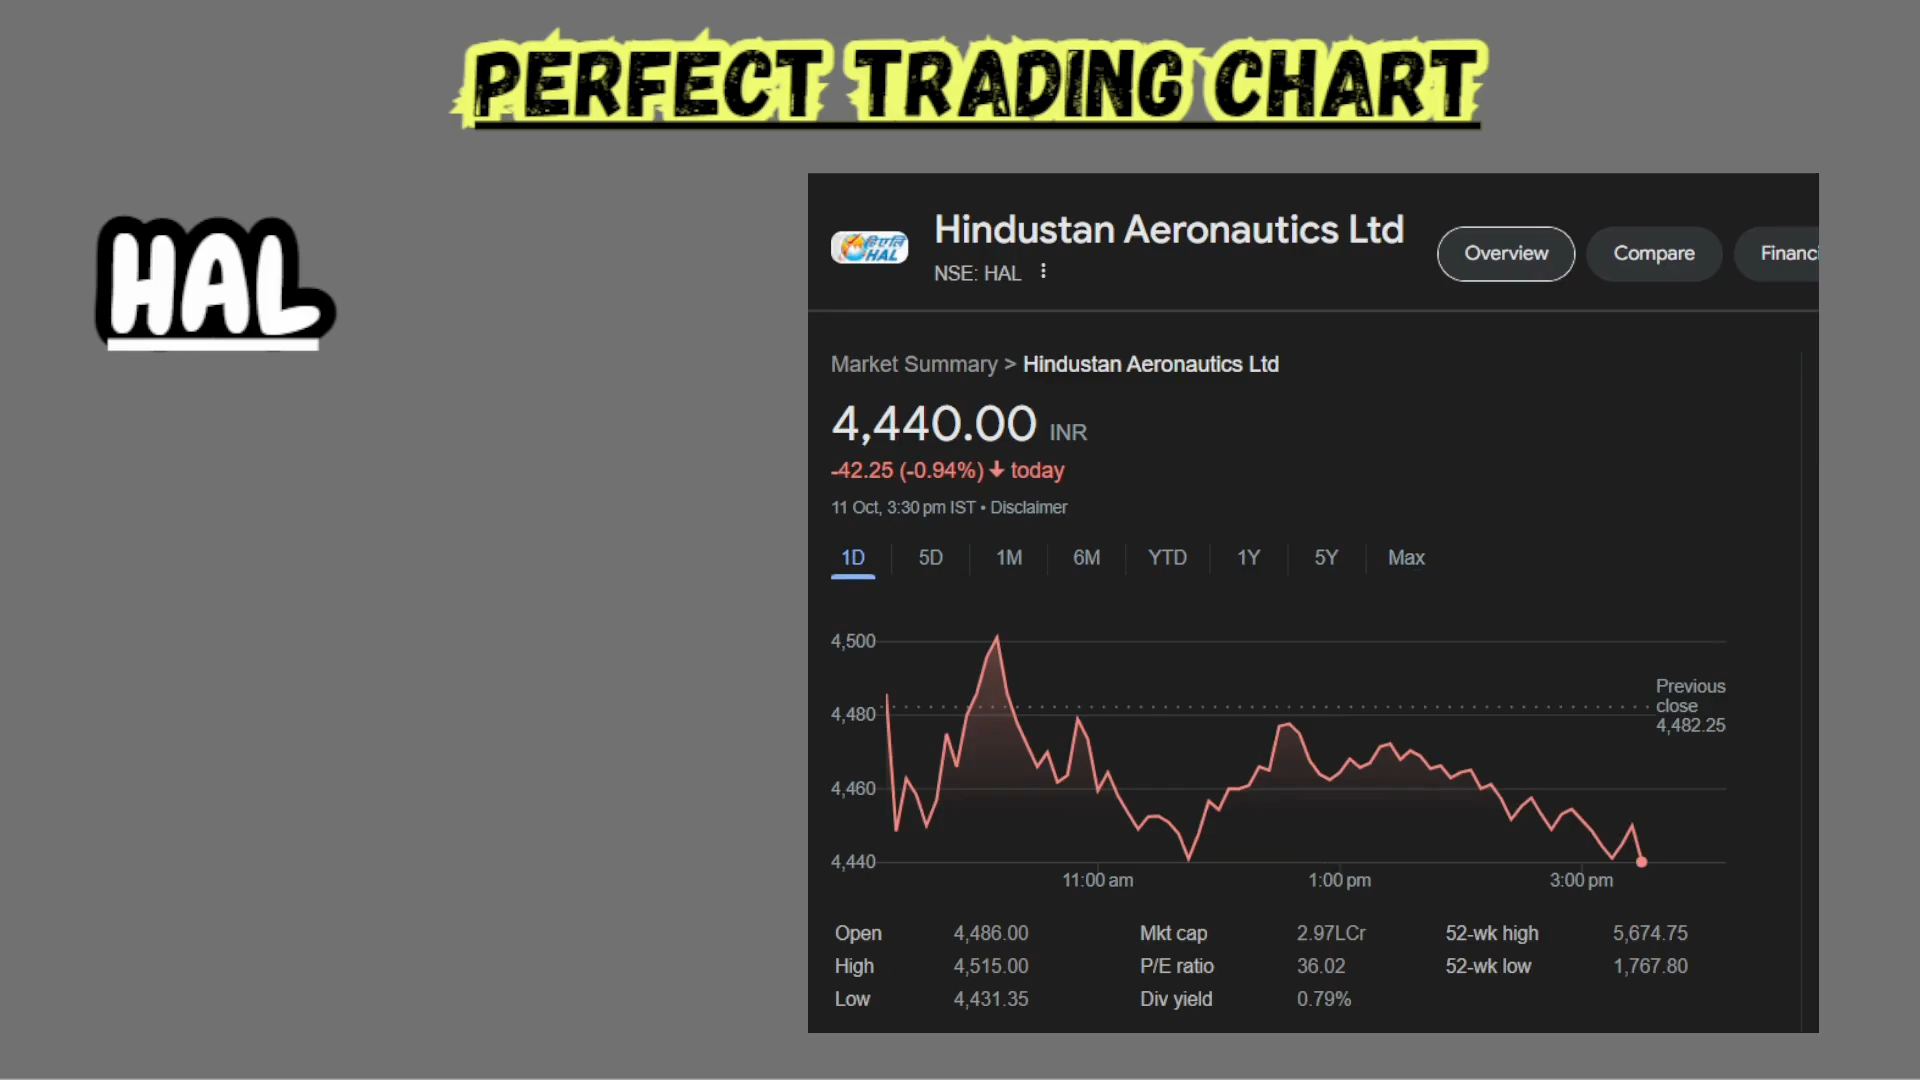 PERFECT TRADING CHART
HAL
हिएलि
HAL
Hindustan Aeronautics Ltd
NSE: HAL
Overview
Compare
Financi
Market Summary > Hindustan Aeronautics Ltd
4,440.00 INR
-42.25 (-0.94%) ↓ today
11 Oct, 3:30 pm IST • Disclaimer
1D 5D 1M 6M YTD 1Y 5Y Max
4,500
4,480
4,460
4,440
Previous
close
4,482.25
11:00 am 1:00 pm 3:00 pm
Open 4,486.00 Mkt cap 2.97LCr 52-wk high 5,674.75
High 4,515.00 P/E ratio 36.02 52-wk low 1,767.80
Low 4,431.35 Div yield 0.79%